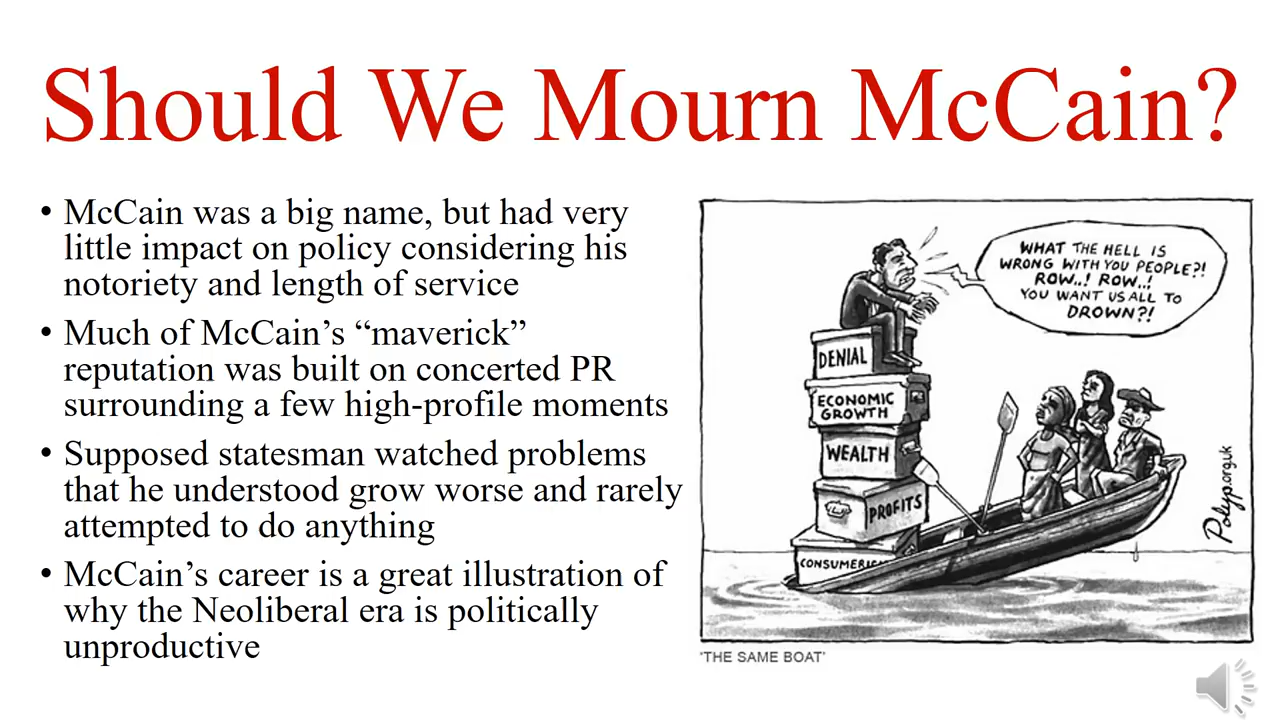 Should We Mourn McCain?
• McCain was a big name, but had very
little impact on policy considering his
notoriety and length of service
• Much of McCain’s “maverick”
reputation was built on concerted PR
surrounding a few high-profile moments
• Supposed statesman watched problems
that he understood grow worse and rarely
attempted to do anything
• McCain’s career is a great illustration of
why the Neoliberal era is politically
unproductive
WHAT THE HELL IS
WRONG WITH YOU PEOPLE?!
ROW..! ROW..!
YOU WANT US ALL TO
DROWN?!
DENIAL
ECONOMIC
GROWTH
WEALTH
PROFITS
CONSUMERI
Polyp.org.uk
'THE SAME BOAT'